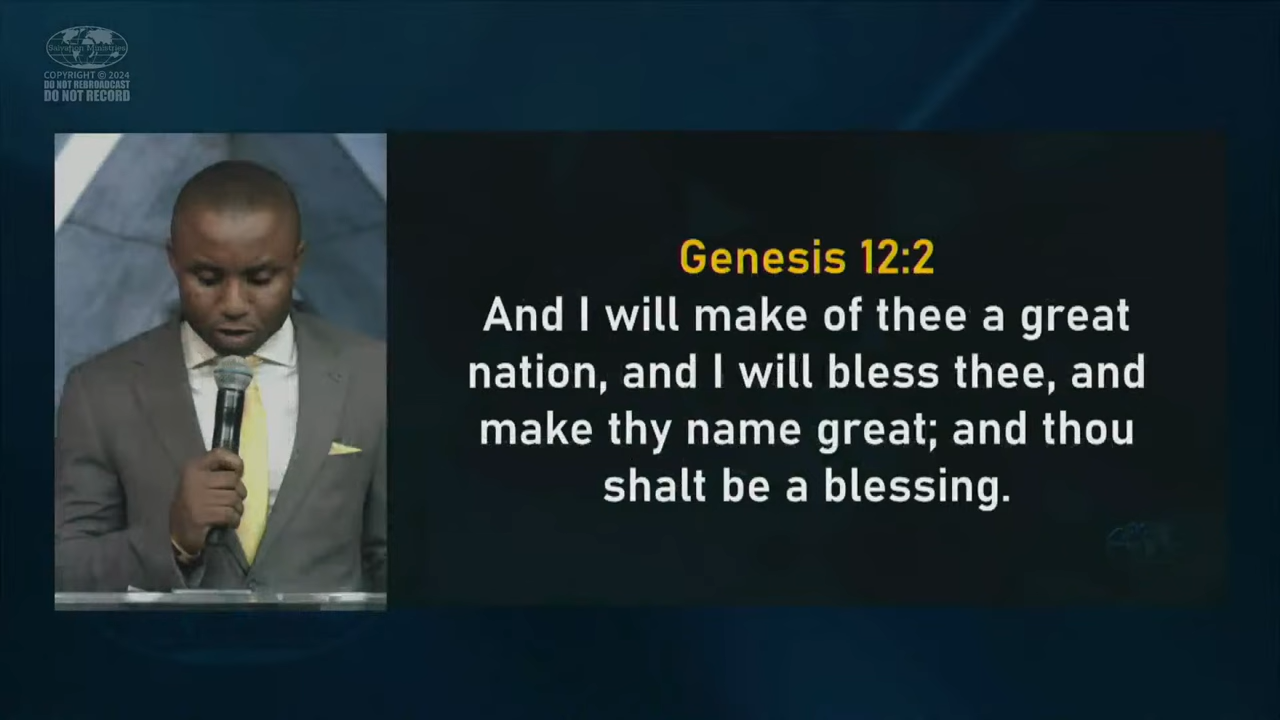 Salvation Ministries
COPYRIGHT © 2024
DO NOT REBROADCAST
DO NOT RECORD
Genesis 12:2
And I will make of thee a great
nation, and I will bless thee, and
make thy name great; and thou
shalt be a blessing.